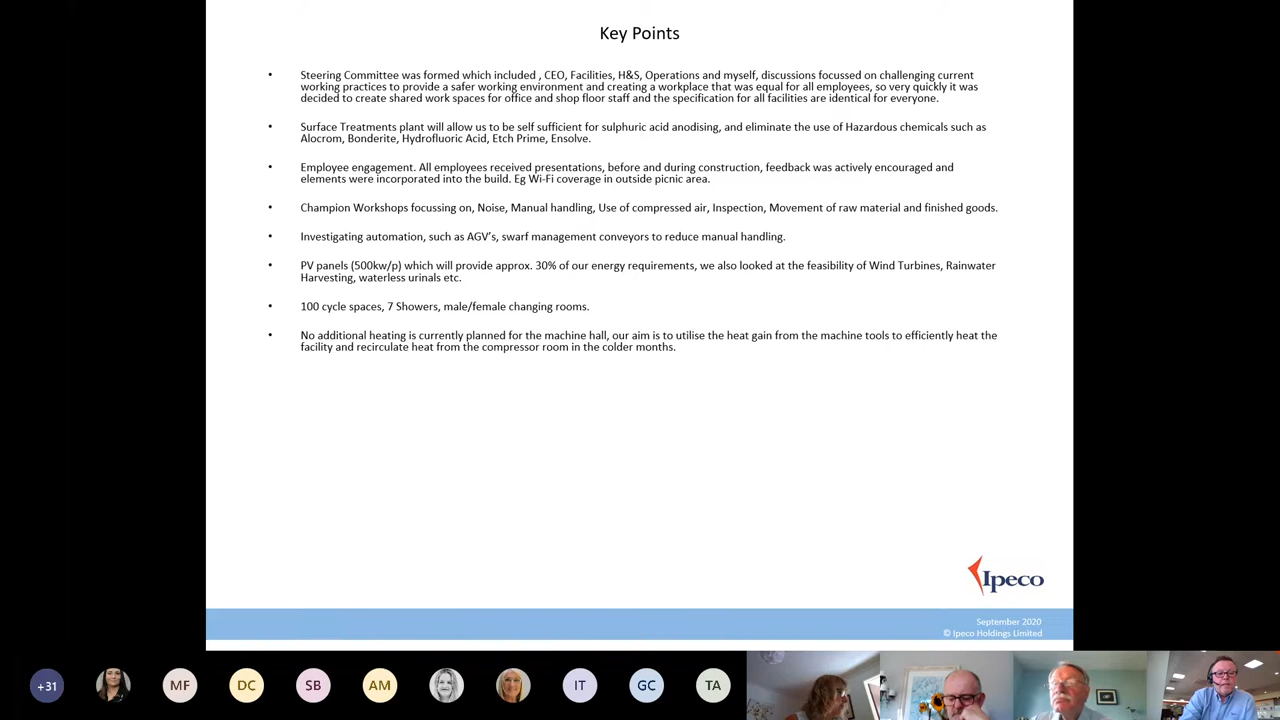 Key Points
• Steering Committee was formed which included , CEO, Facilities, H&S, Operations and myself, discussions focussed on challenging current
working practices to provide a safer working environment and creating a workplace that was equal for all employees, so very quickly it was
decided to create shared work spaces for office and shop floor staff and the specification for all facilities are identical for everyone.
• Surface Treatments plant will allow us to be self sufficient for sulphuric acid anodising, and eliminate the use of Hazardous chemicals such as
Alocrom, Bonderite, Hydrofluoric Acid, Etch Prime, Ensolve.
• Employee engagement. All employees received presentations, before and during construction, feedback was actively encouraged and
elements were incorporated into the build. Eg Wi-Fi coverage in outside picnic area.
• Champion Workshops focussing on, Noise, Manual handling, Use of compressed air, Inspection, Movement of raw material and finished goods.
• Investigating automation, such as AGV's, swarf management conveyors to reduce manual handling.
• PV panels (500kw/p) which will provide approx. 30% of our energy requirements, we also looked at the feasibility of Wind Turbines, Rainwater
Harvesting, waterless urinals etc.
• 100 cycle spaces, 7 Showers, male/female changing rooms.
• No additional heating is currently planned for the machine hall, our aim is to utilise the heat gain from the machine tools to efficiently heat the
facility and recirculate heat from the compressor room in the colder months.
Ipeco
September 2020
© Ipeco Holdings Limited
+31 MF DC SB AM IT GC TA